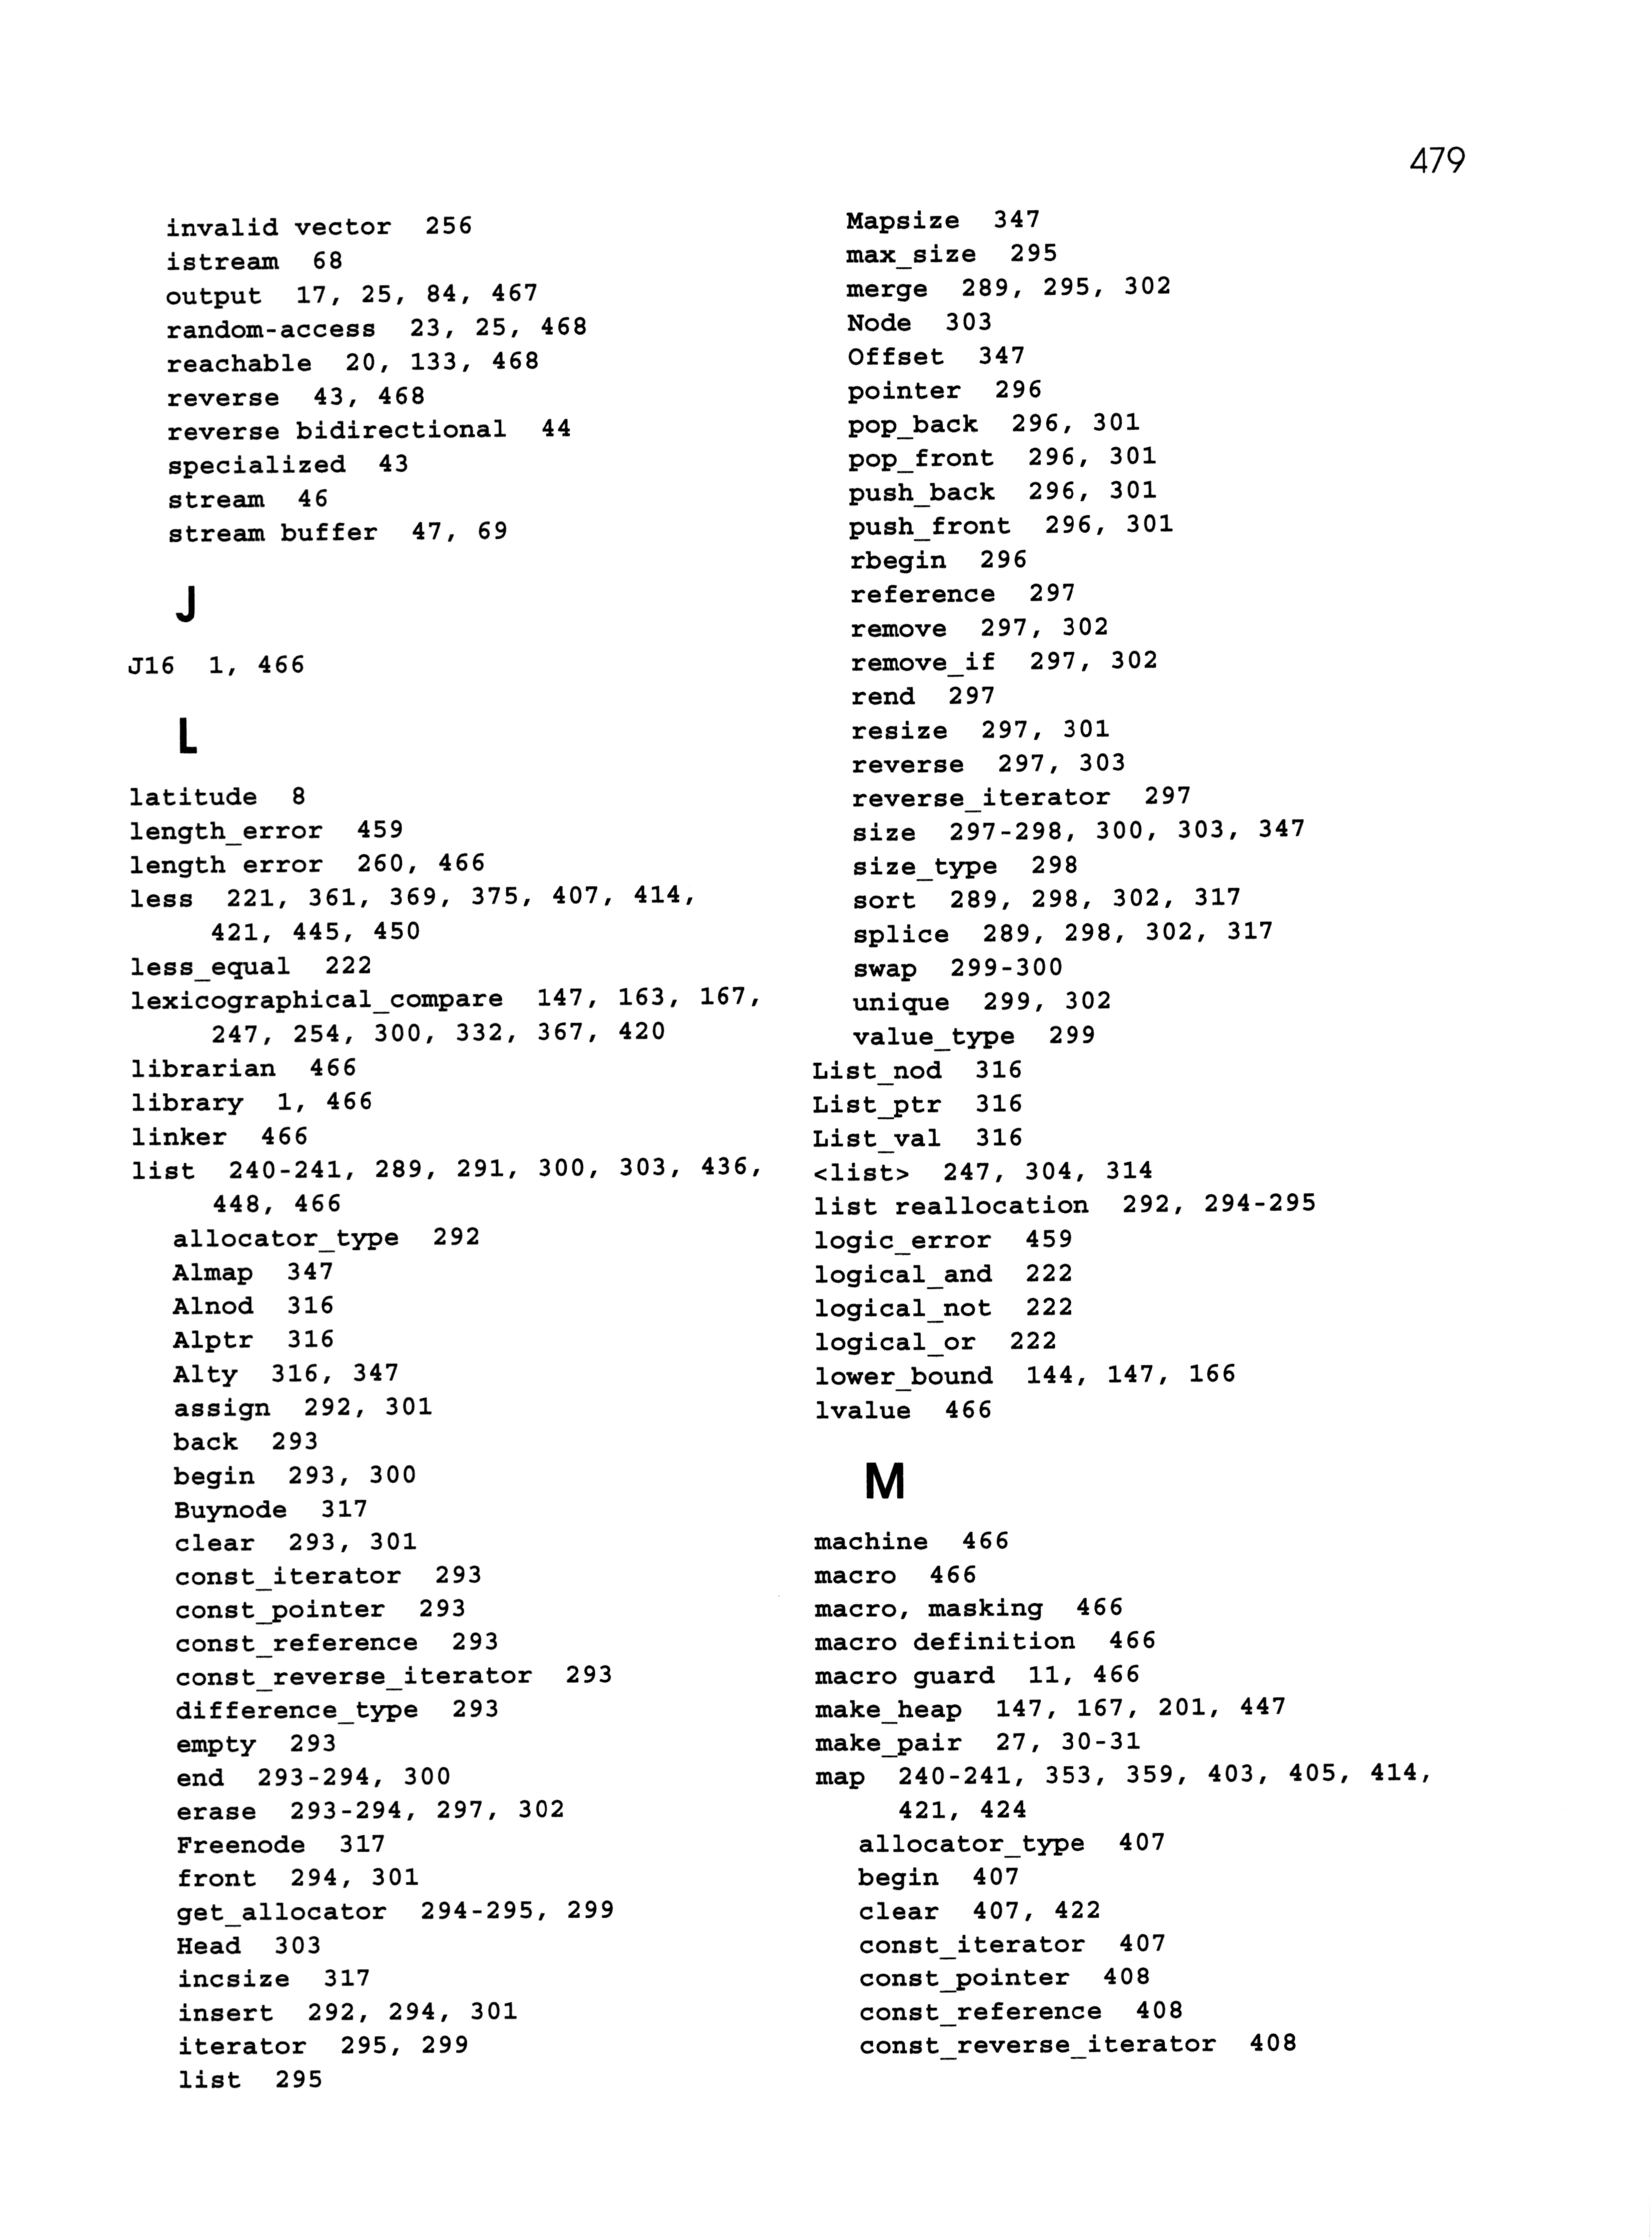 479
invalid vector 256
istream 68
output 17, 25, 84, 467
random-access 23, 25, 468
reachable 20, 133, 468
reverse 43, 468
reverse bidirectional 44
specialized 43
stream 46
stream buffer 47, 69
J
J16 1, 466
L
latitude 8
length_error 459
length error 260, 466
less 221, 361, 369, 375, 407, 414,
421, 445, 450
less_equal 222
lexicographical_compare 147, 163, 167,
247, 254, 300, 332, 367, 420
librarian 466
library 1, 466
linker 466
list 240-241, 289, 291, 300, 303, 436,
448, 466
allocator_type 292
Almap 347
Alnod 316
Alptr 316
Alty 316, 347
assign 292, 301
back 293
begin 293, 300
Buynode 317
clear 293, 301
const_iterator 293
const_pointer 293
const_reference 293
const_reverse_iterator 293
difference_type 293
empty 293
end 293-294, 300
erase 293-294, 297, 302
Freenode 317
front 294, 301
get_allocator 294-295, 299
Head 303
incsize 317
insert 292, 294, 301
iterator 295, 299
list 295
Mapsize 347
max_size 295
merge 289, 295, 302
Node 303
Offset 347
pointer 296
pop_back 296, 301
pop_front 296, 301
push_back 296, 301
push_front 296, 301
rbegin 296
reference 297
remove 297, 302
remove_if 297, 302
rend 297
resize 297, 301
reverse 297, 303
reverse_iterator 297
size 297-298, 300, 303, 347
size_type 298
sort 289, 298, 302, 317
splice 289, 298, 302, 317
swap 299-300
unique 299, 302
value_type 299
List_nod 316
List_ptr 316
List_val 316
<list> 247, 304, 314
list reallocation 292, 294-295
logic_error 459
logical_and 222
logical_not 222
logical_or 222
lower_bound 144, 147, 166
lvalue 466
M
machine 466
macro 466
macro, masking 466
macro definition 466
macro guard 11, 466
make_heap 147, 167, 201, 447
make_pair 27, 30-31
map 240-241, 353, 359, 403, 405, 414,
421, 424
allocator_type 407
begin 407
clear 407, 422
const_iterator 407
const_pointer 408
const_reference 408
const_reverse_iterator 408